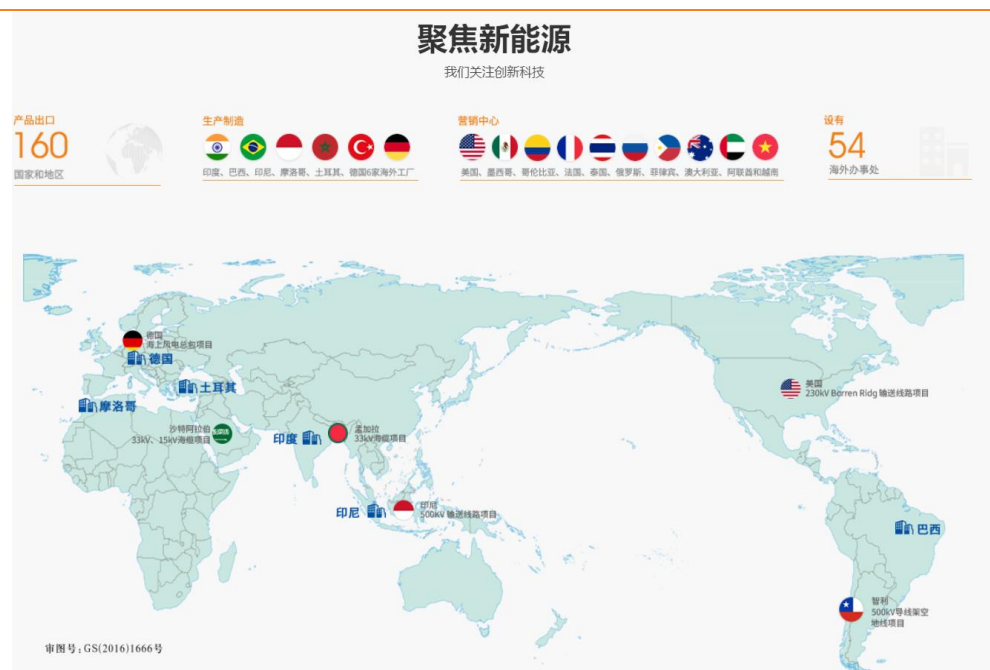 聚焦新能源
我们关注创新科技
产品出口
160
国家和地区
生产制造
印度、巴西、印尼、摩洛哥、土耳其、德国6家海外工厂
营销中心
美国、墨西哥、哥伦比亚、法国、泰国、俄罗斯、菲律宾、澳大利亚、阿联酋和越南
设有
54
海外办事处
德国
海上风电总包项目
德国
土耳其
摩洛哥
沙特阿拉伯
33kV、15kV海缆项目
印度
孟加拉
33kV海缆项目
印尼
印尼
500kV 输送线路项目
美国
230kV Barren Ridg 输送线路项目
巴西
智利
500kV导线架空
地线项目
审图号：GS(2016)1666号